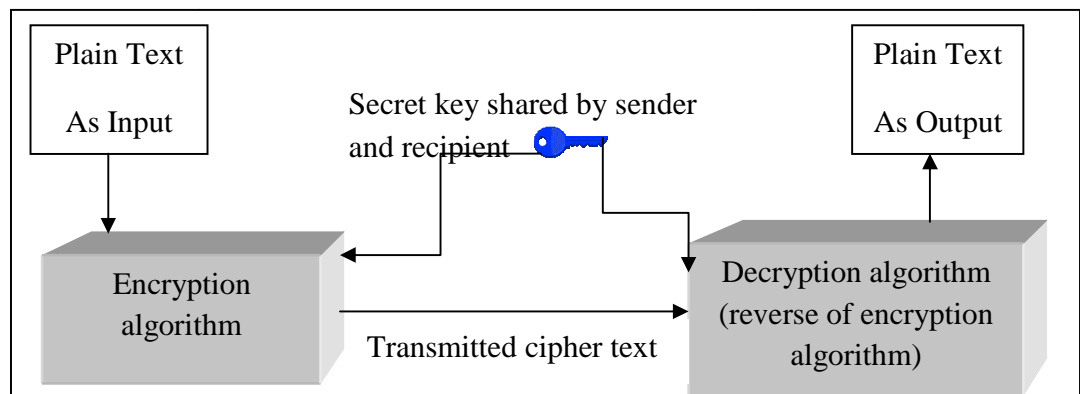 Plain Text
As Input
Secret key shared by sender
and recipient
Plain Text
As Output
Encryption
algorithm
Transmitted cipher text
Decryption algorithm
(reverse of encryption
algorithm)